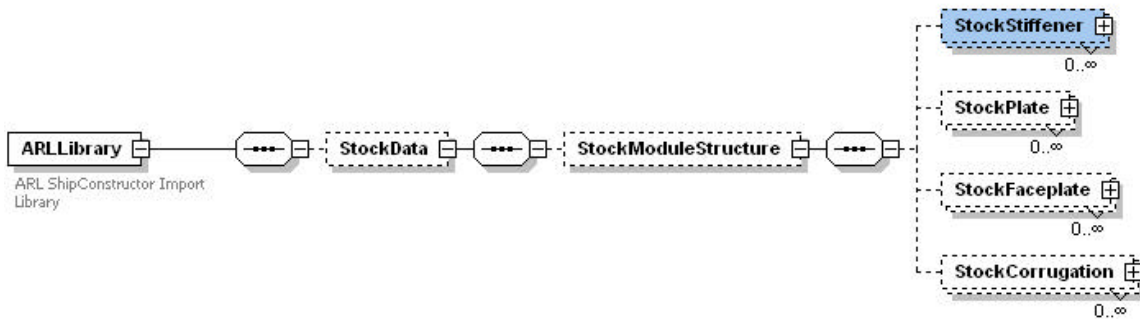 StockStiffener
0..∞
StockPlate
0..∞
ARLLibrary
StockData
StockModuleStructure
ARL ShipConstructor Import
Library
StockFaceplate
0..∞
StockCorrugation
0..∞